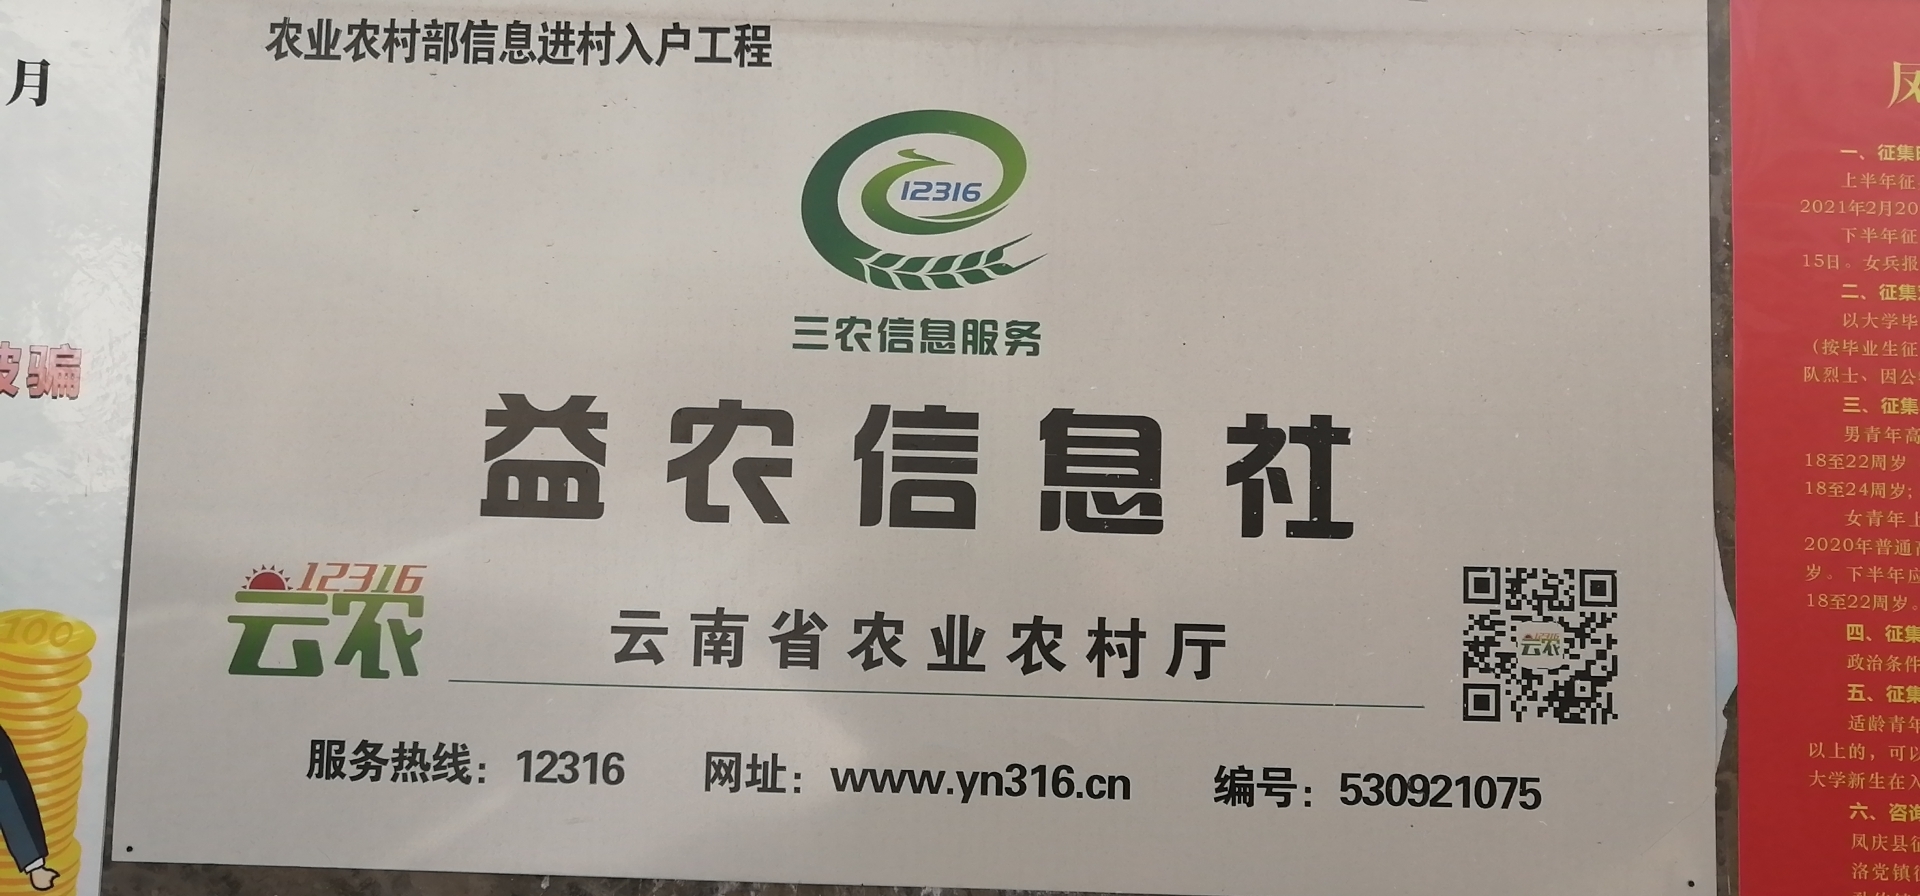 农业农村部信息进村入户工程
12316
三农信息服务
益农信息社
12316
云农
云南省农业农村厅
云农
服务热线：12316 网址：www.yn316.cn 编号：530921075
月
骗
100
一、征集
上半年征
2021年2月20
下半年征
15日。女兵报
二、征集
以大学毕
（按毕业生征
队烈士、因公
三、征集
男青年高
18至22周岁
18至24周岁；
女青年上
2020年普通高
岁。下半年应
18至22周岁。
四、征集
政治条件
五、征集
适龄青年
以上的，可以
大学新生在入
六、咨询
凤庆县征
洛党镇